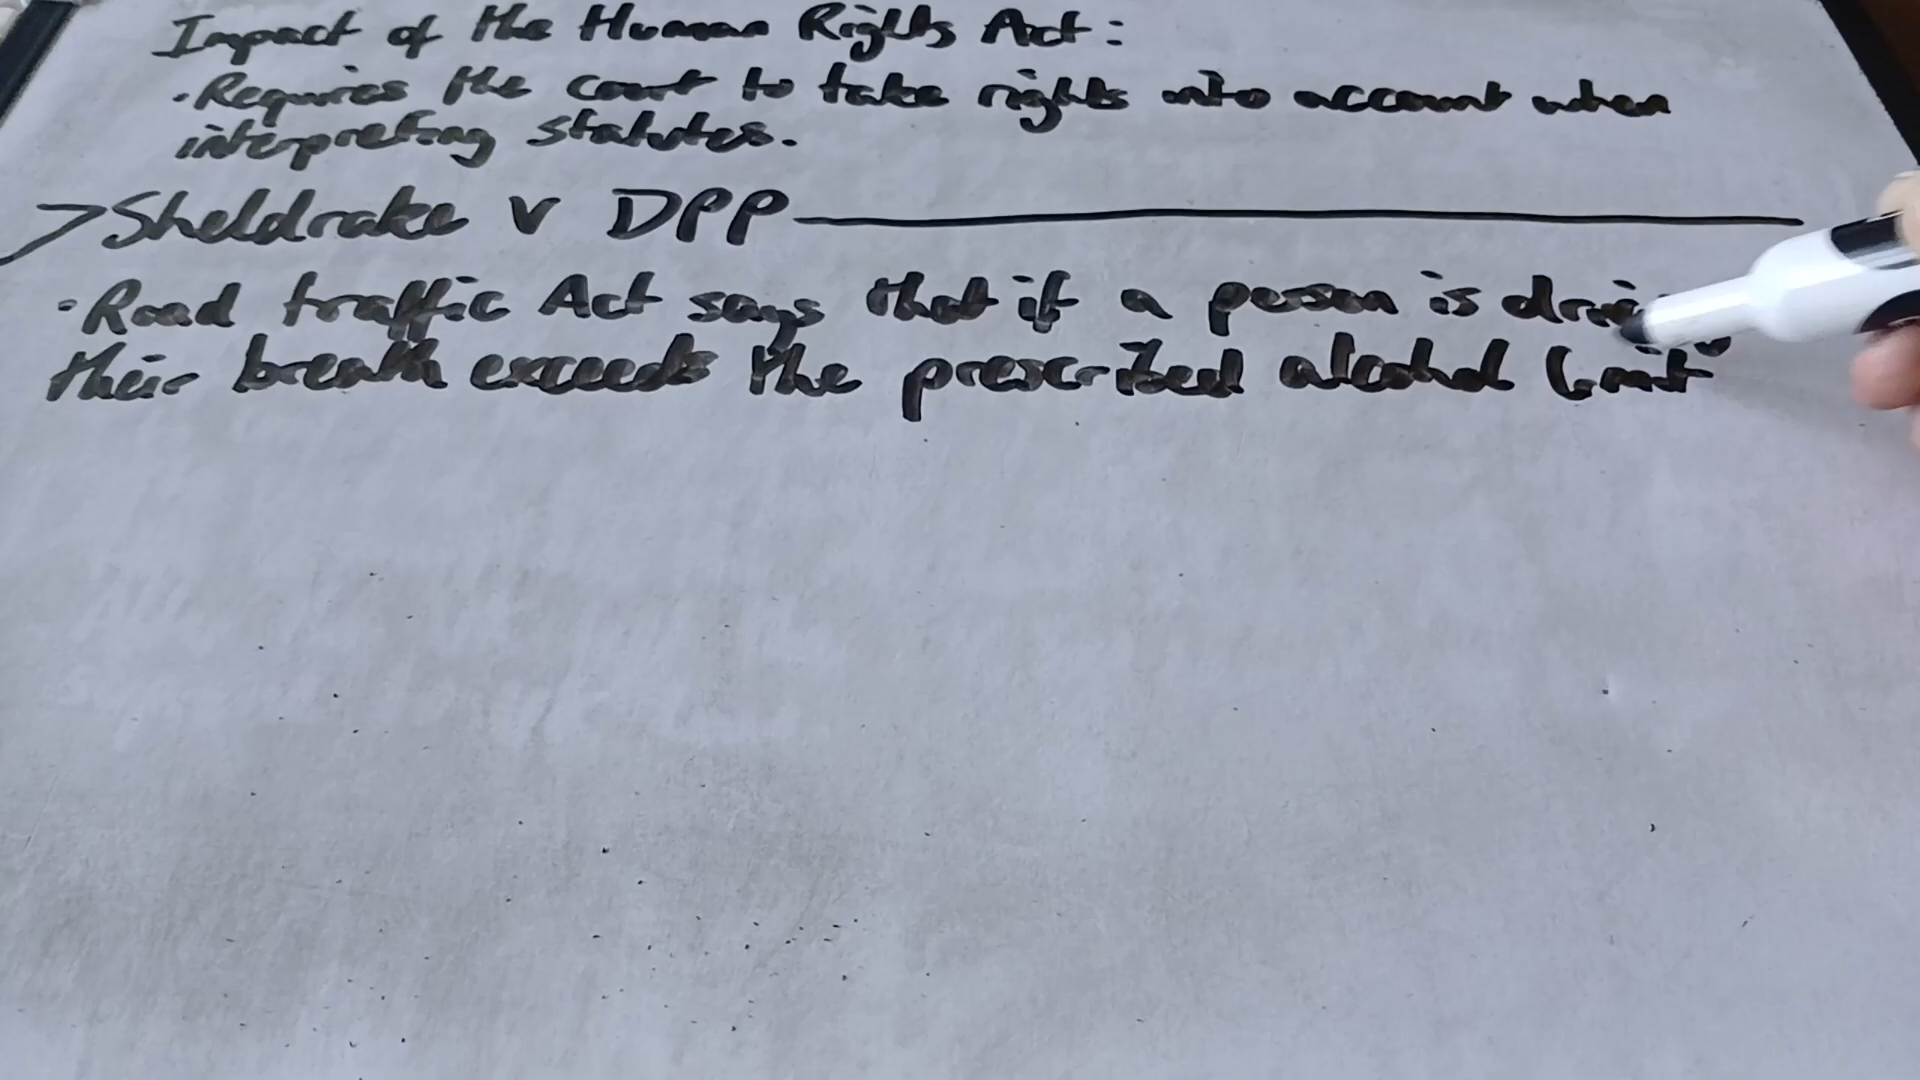 Impact of the Human Rights Act:
· Requires the court to take rights into account when
interpreting statutes.
> Sheldrake v DPP
· Road traffic Act says that if a person is
their breath exceeds the prescribed alcohol limit